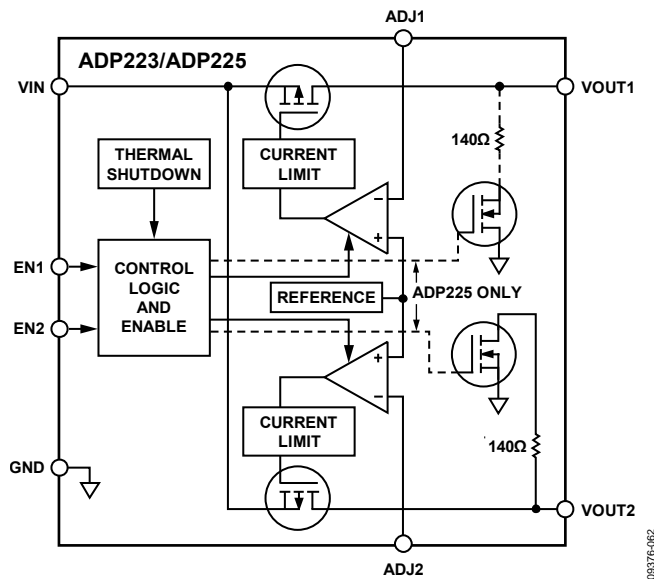 ADJ1
ADP223/ADP225
VIN
VOUT1
140Ω
THERMAL
SHUTDOWN
CURRENT
LIMIT
EN1
CONTROL
LOGIC
AND
ENABLE
REFERENCE
ADP225 ONLY
EN2
CURRENT
LIMIT
140Ω
GND
VOUT2
ADJ2
09376-062